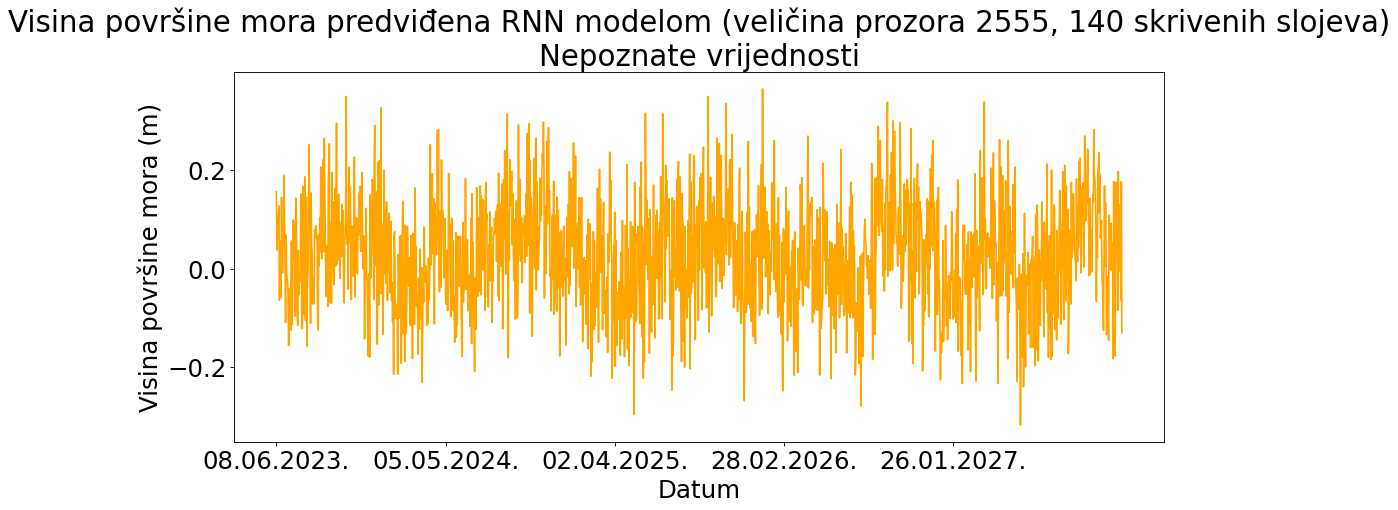 Visina površine mora predviđena RNN modelom (veličina prozora 2555, 140 skrivenih slojeva)
Nepoznate vrijednosti
Visina površine mora (m)
0.2
0.0
−0.2
08.06.2023. 05.05.2024. 02.04.2025. 28.02.2026. 26.01.2027.
Datum